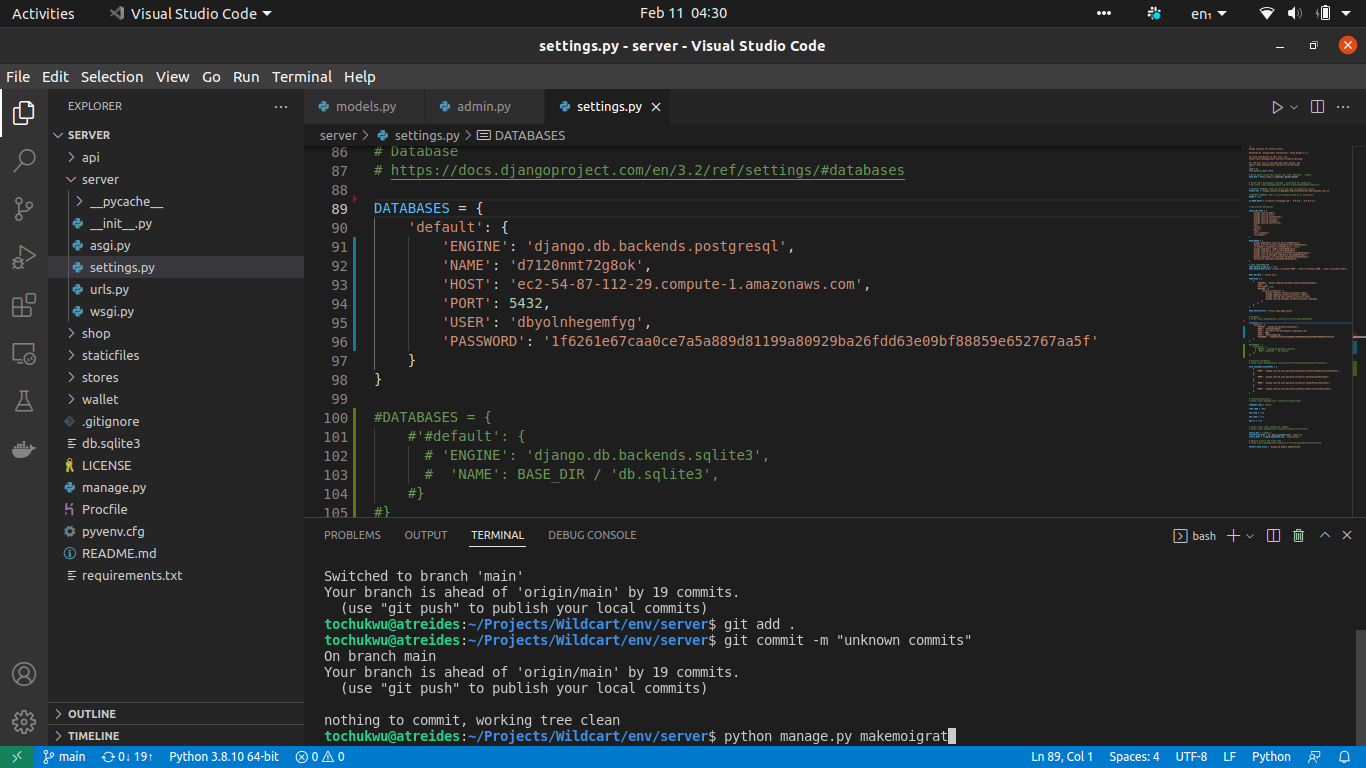 Activities
Visual Studio Code
Feb 11 04:30
en₁
settings.py - server - Visual Studio Code
File Edit Selection View Go Run Terminal Help
EXPLORER
SERVER
api
server
__pycache__
__init__.py
asgi.py
settings.py
urls.py
wsgi.py
shop
staticfiles
stores
wallet
.gitignore
db.sqlite3
LICENSE
manage.py
Procfile
pyvenv.cfg
README.md
requirements.txt
OUTLINE
TIMELINE
models.py
admin.py
settings.py
server > settings.py > DATABASES
86 # Database
87 # https://docs.djangoproject.com/en/3.2/ref/settings/#databases
88
89 DATABASES = {
90     'default': {
91         'ENGINE': 'django.db.backends.postgresql',
92         'NAME': 'd7120nmt72g8ok',
93         'HOST': 'ec2-54-87-112-29.compute-1.amazonaws.com',
94         'PORT': 5432,
95         'USER': 'dbyolnhegemfyg',
96         'PASSWORD': '1f6261e67caa0ce7a5a889d81199a80929ba26fdd63e09bf88859e652767aa5f'
97     }
98 }
99
100 #DATABASES = {
101     #'#default': {
102       # 'ENGINE': 'django.db.backends.sqlite3',
103       #  'NAME': BASE_DIR / 'db.sqlite3',
104     #}
105 #}
PROBLEMS OUTPUT TERMINAL DEBUG CONSOLE
bash
Switched to branch 'main'
Your branch is ahead of 'origin/main' by 19 commits.
  (use "git push" to publish your local commits)
tochukwu@atreides:~/Projects/Wildcart/env/server$ git add .
tochukwu@atreides:~/Projects/Wildcart/env/server$ git commit -m "unknown commits"
On branch main
Your branch is ahead of 'origin/main' by 19 commits.
  (use "git push" to publish your local commits)
nothing to commit, working tree clean
tochukwu@atreides:~/Projects/Wildcart/env/server$ python manage.py makemoigrat
main 0↓ 19↑ Python 3.8.10 64-bit 0 0 Ln 89, Col 1 Spaces: 4 UTF-8 LF Python